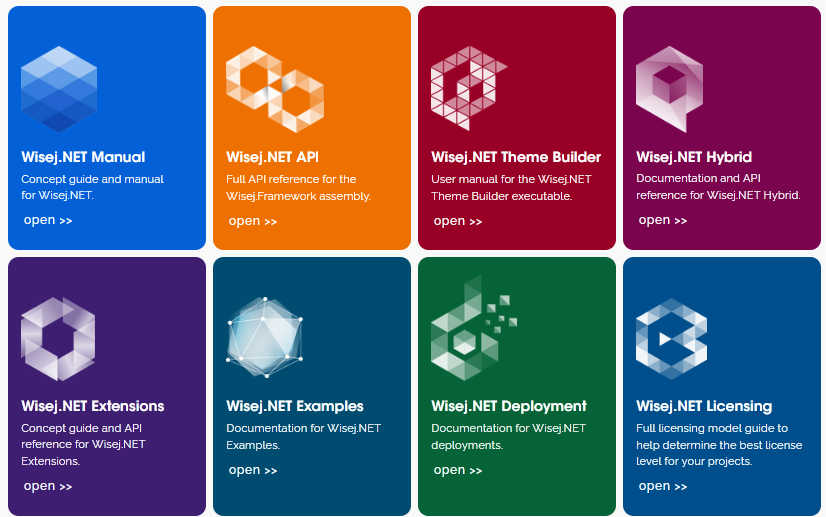 Wisej.NET Manual
Concept guide and manual
for Wisej.NET.
open >>
Wisej.NET API
Full API reference for the
Wisej.Framework assembly.
open >>
Wisej.NET Theme Builder
User manual for the Wisej.NET
Theme Builder executable.
open >>
Wisej.NET Hybrid
Documentation and API
reference for Wisej.NET Hybrid.
open >>
Wisej.NET Extensions
Concept guide and API
reference for Wisej.NET
Extensions.
open >>
Wisej.NET Examples
Documentation for Wisej.NET
Examples.
open >>
Wisej.NET Deployment
Documentation for Wisej.NET
deployments.
open >>
Wisej.NET Licensing
Full licensing model guide to
help determine the best license
level for your projects.
open >>